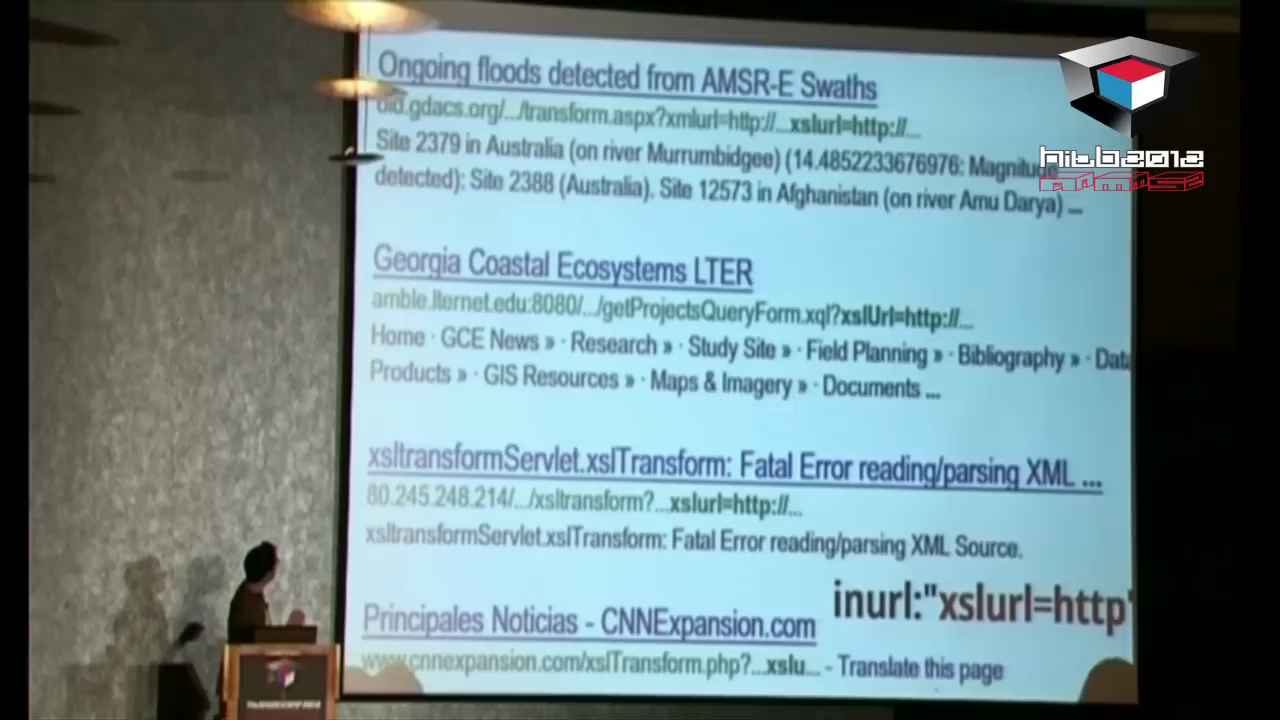 Ongoing floods detected from AMSR-E Swaths
old.gdacs.org/.../transform.aspx?xmlurl=http://...xslurl=http://...
Site 2379 in Australia (on river Murrumbidgee) (14.4852233676976: Magnitude
detected): Site 2388 (Australia). Site 12573 in Afghanistan (on river Amu Darya) ...
Georgia Coastal Ecosystems LTER
amble.lternet.edu:8080/.../getProjectsQueryForm.xql?xslUrl=http://...
Home · GCE News » · Research » · Study Site » · Field Planning » · Bibliography » · Data
Products » · GIS Resources » · Maps & Imagery » · Documents ...
xsltransformServlet.xslTransform: Fatal Error reading/parsing XML ...
80.245.248.214/.../xsltransform?...xslurl=http://...
xsltransformServlet.xslTransform: Fatal Error reading/parsing XML Source.
inurl:"xslurl=http"
Principales Noticias - CNNExpansion.com
www.cnnexpansion.com/xslTransform.php?...xslu... - Translate this page
HITB2012
AMS